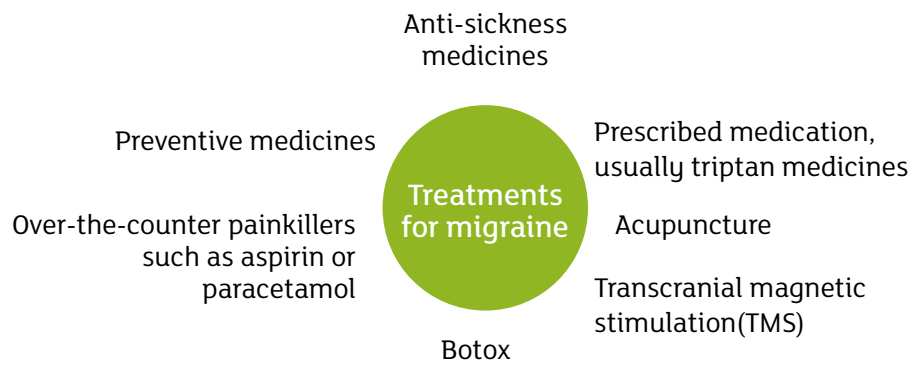 Anti-sickness
medicines
Preventive medicines
Prescribed medication,
usually triptan medicines
Treatments
for migraine
Over-the-counter painkillers
such as aspirin or
paracetamol
Acupuncture
Transcranial magnetic
stimulation(TMS)
Botox